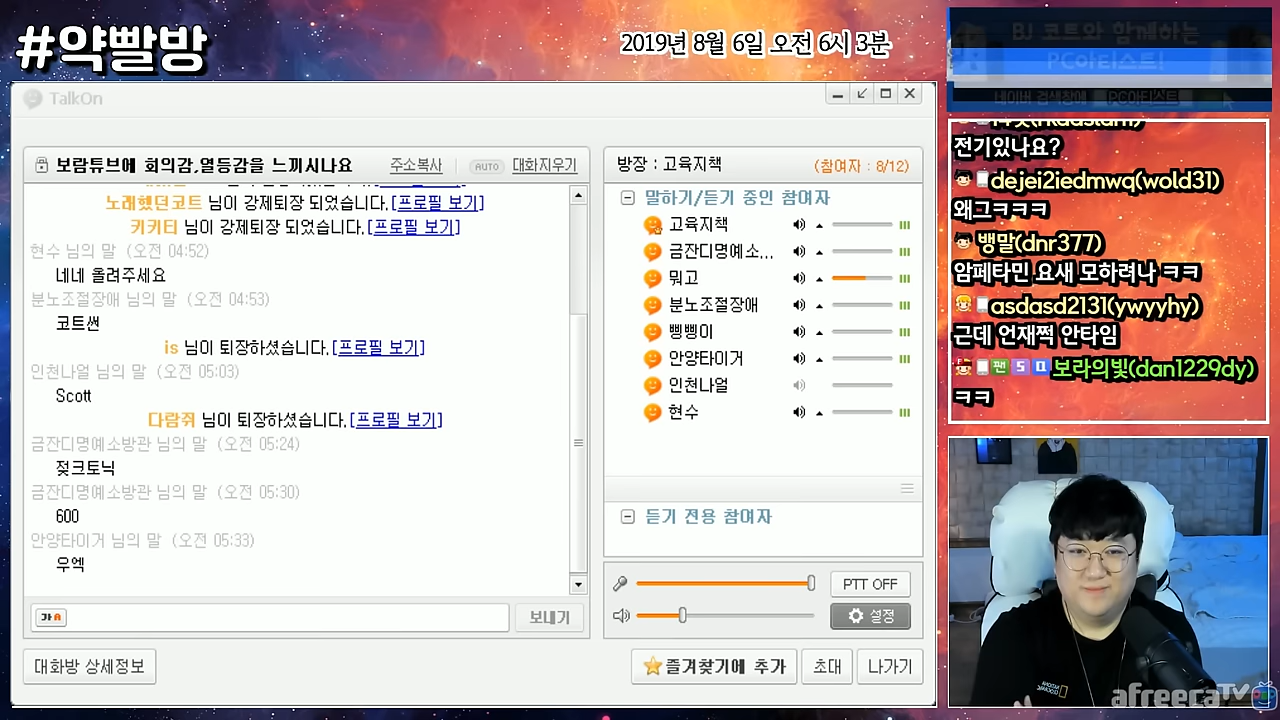 #약빨방
2019년 8월 6일 오전 6시 3분
BJ 코트와 함께하는
PC아티스트!
네이버 검색창에 PC아티스트
TalkOn
보람튜브에 회의감,열등감을 느끼시나요
주소복사
AUTO
대화지우기
노래했던코트 님이 강제퇴장 되었습니다.[프로필 보기]
키키티 님이 강제퇴장 되었습니다.[프로필 보기]
현수 님의 말 (오전 04:52)
네네 올려주세요
분노조절장애 님의 말 (오전 04:53)
코트쎈
is 님이 퇴장하셨습니다.[프로필 보기]
인천나얼 님의 말 (오전 05:03)
Scott
다람쥐 님이 퇴장하셨습니다.[프로필 보기]
금잔디명예소방관 님의 말 (오전 05:24)
젖크토닉
금잔디명예소방관 님의 말 (오전 05:30)
600
안양타이거 님의 말 (오전 05:33)
우엑
가A
보내기
대화방 상세정보
방장 : 고육지책
(참여자 : 8/12)
말하기/듣기 중인 참여자
고육지책
금잔디명예소...
뭐고
분노조절장애
삥삥이
안양타이거
인천나얼
현수
듣기 전용 참여자
PTT OFF
설정
즐겨찾기에 추가
초대
나가기
전기있나요?
dejei2iedmwq(wold31)
왜그ㅋㅋㅋ
뱅말(dnr377)
암페타민 요새 모하려나 ㅋㅋ
asdasd2131(ywyyhy)
근데 언재쩍 안타임
팬 S 보라의빛(dan1229dy)
ㅋㅋ
afreecaTV